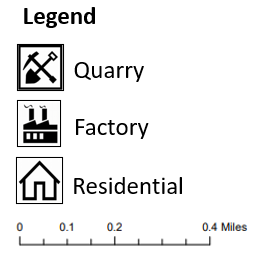 Legend
Quarry
Factory
Residential
0 0.1 0.2 0.4 Miles